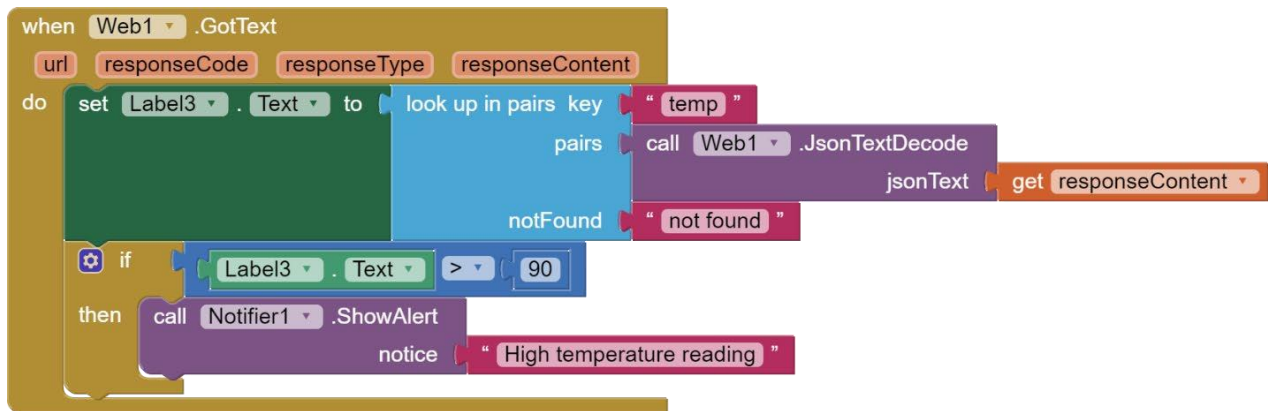 when Web1 .GotText
url responseCode responseType responseContent
do set Label3 . Text to look up in pairs key " temp "
pairs call Web1 .JsonTextDecode
jsonText get responseContent
notFound " not found "
if Label3 . Text > 90
then call Notifier1 .ShowAlert
notice " High temperature reading "